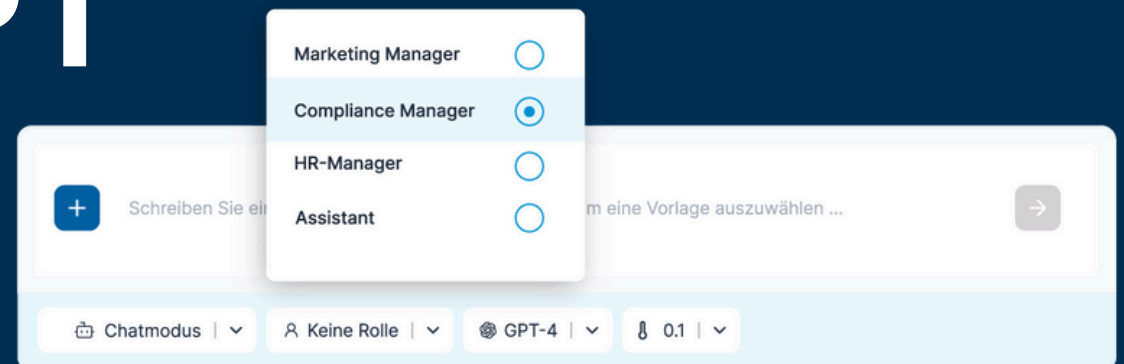 Marketing Manager
Compliance Manager
HR-Manager
Assistant
Schreiben Sie m eine Vorlage auszuwählen ...
Chatmodus
Keine Rolle
GPT-4
0.1